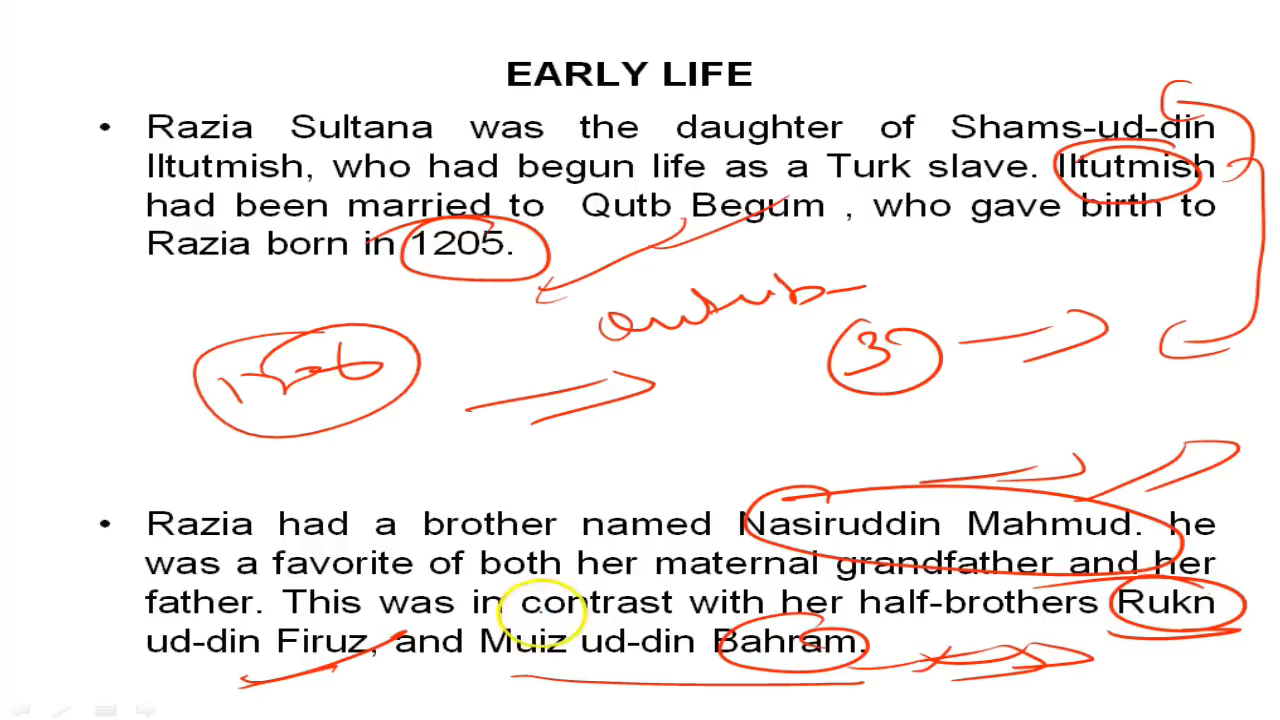 EARLY LIFE
• Razia Sultana was the daughter of Shams-ud-din
Iltutmish, who had begun life as a Turk slave. Iltutmish
had been married to Qutb Begum , who gave birth to
Razia born in 1205.
Qutub
• Razia had a brother named Nasiruddin Mahmud. he
was a favorite of both her maternal grandfather and her
father. This was in contrast with her half-brothers Rukn
ud-din Firuz, and Muiz ud-din Bahram.